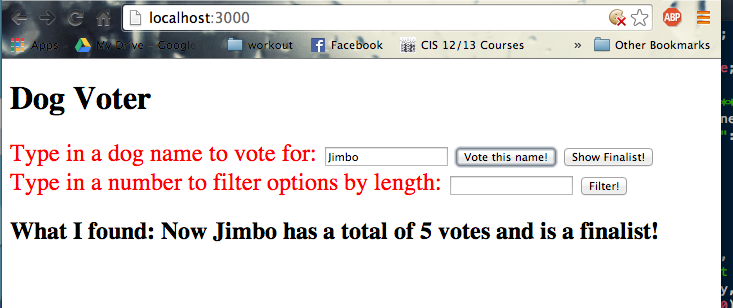 localhost:3000
ABP
Apps My Drive - Google workout Facebook CIS 12/13 Courses » Other Bookmarks
Dog Voter
Type in a dog name to vote for: Jimbo Vote this name! Show Finalist!
Type in a number to filter options by length: Filter!
What I found: Now Jimbo has a total of 5 votes and is a finalist!